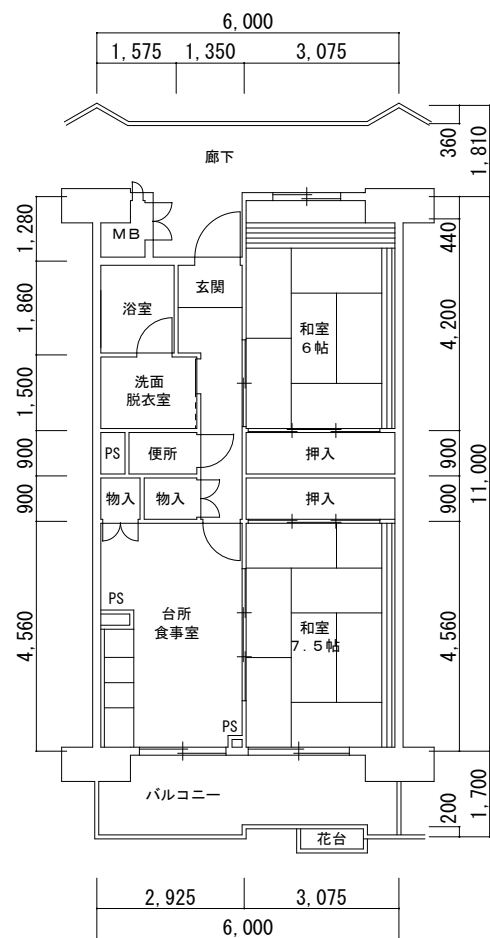 6,000
1,575 1,350 3,075
360
1,810
廊下
1,280
MB
440
玄関
浴室
1,860
和室
6帖
4,200
洗面
脱衣室
1,500
11,000
PS 便所 押入
900 900
物入 物入 押入
900 900
PS
台所
食事室
和室
7.5帖
4,560 4,560
PS
バルコニー
200
1,700
花台
2,925 3,075
6,000